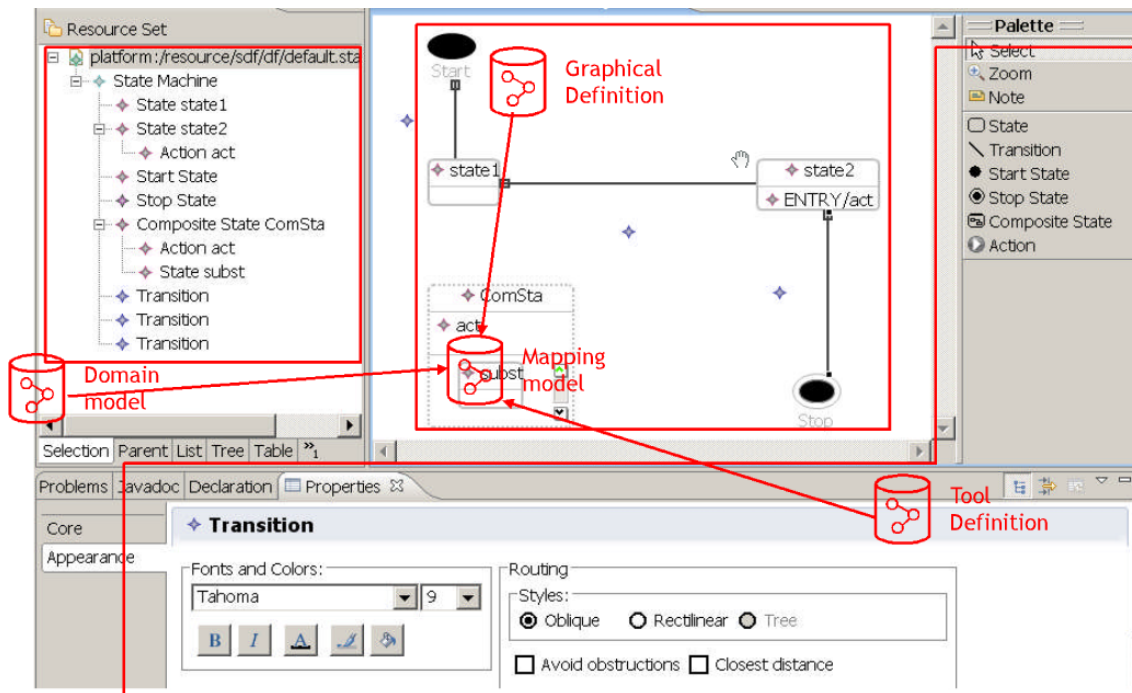 Resource Set
platform:/resource/sdf/df/default.sta
State Machine
State state1
State state2
Action act
Start State
Stop State
Composite State ComSta
Action act
State subst
Transition
Transition
Transition
Domain
model
Selection Parent List Tree Table »1
Start
Graphical
Definition
state1
state2
ENTRY/act
ComSta
act
subst
Mapping
model
Stop
Palette
Select
Zoom
Note
State
Transition
Start State
Stop State
Composite State
Action
Tool
Definition
Problems Javadoc Declaration Properties
Core
Appearance
Transition
Fonts and Colors:
Tahoma 9
B I A
Routing
Styles:
Oblique Rectilinear Tree
Avoid obstructions Closest distance